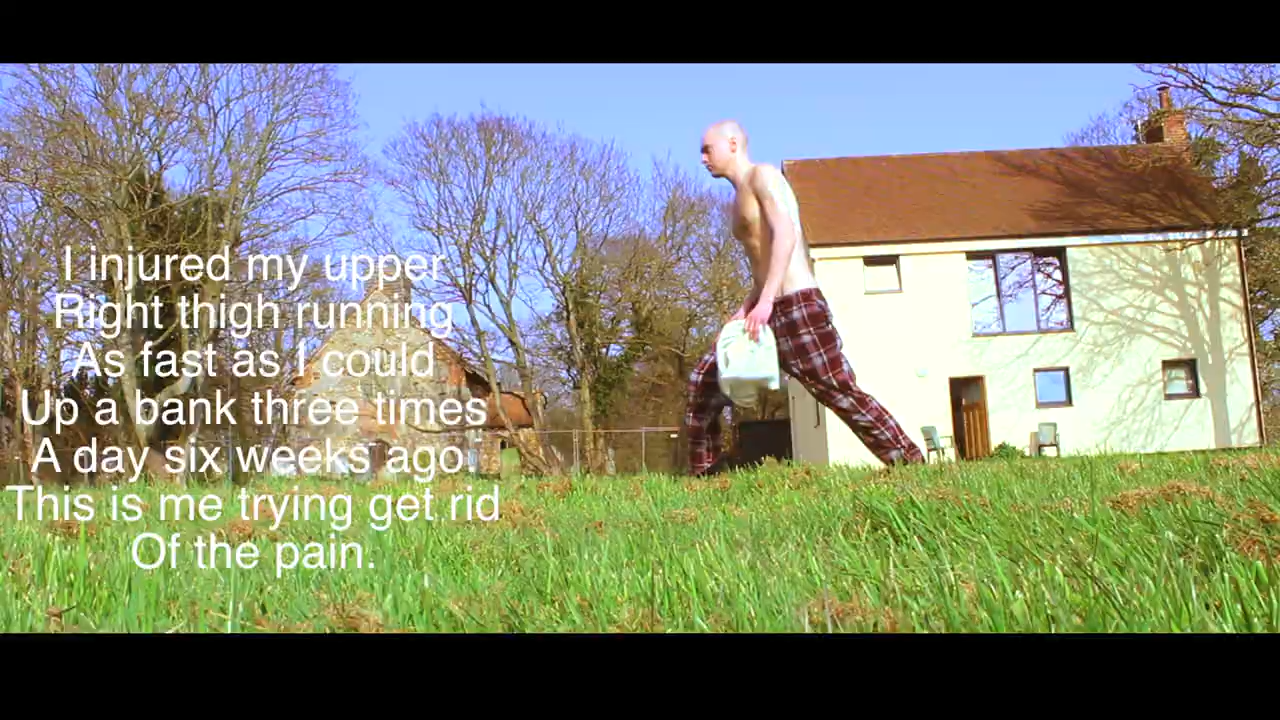 I injured my upper
Right thigh running
As fast as I could
Up a bank three times
A day six weeks ago.
This is me trying get rid
Of the pain.